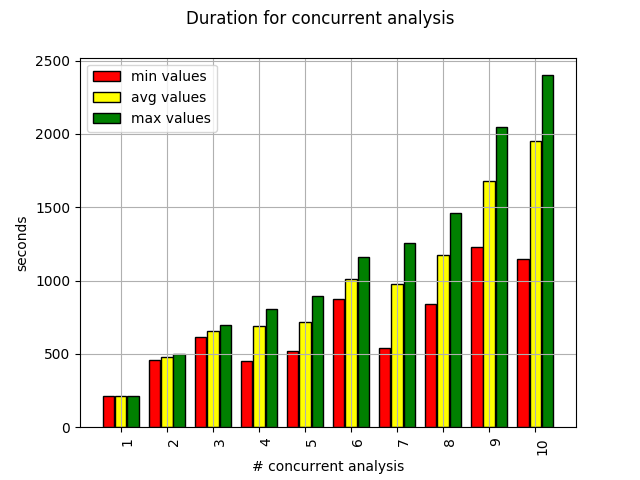 Duration for concurrent analysis
2500
2000
1500
1000
500
0
seconds
min values
avg values
max values
1
2
3
4
5
6
7
8
9
10
# concurrent analysis